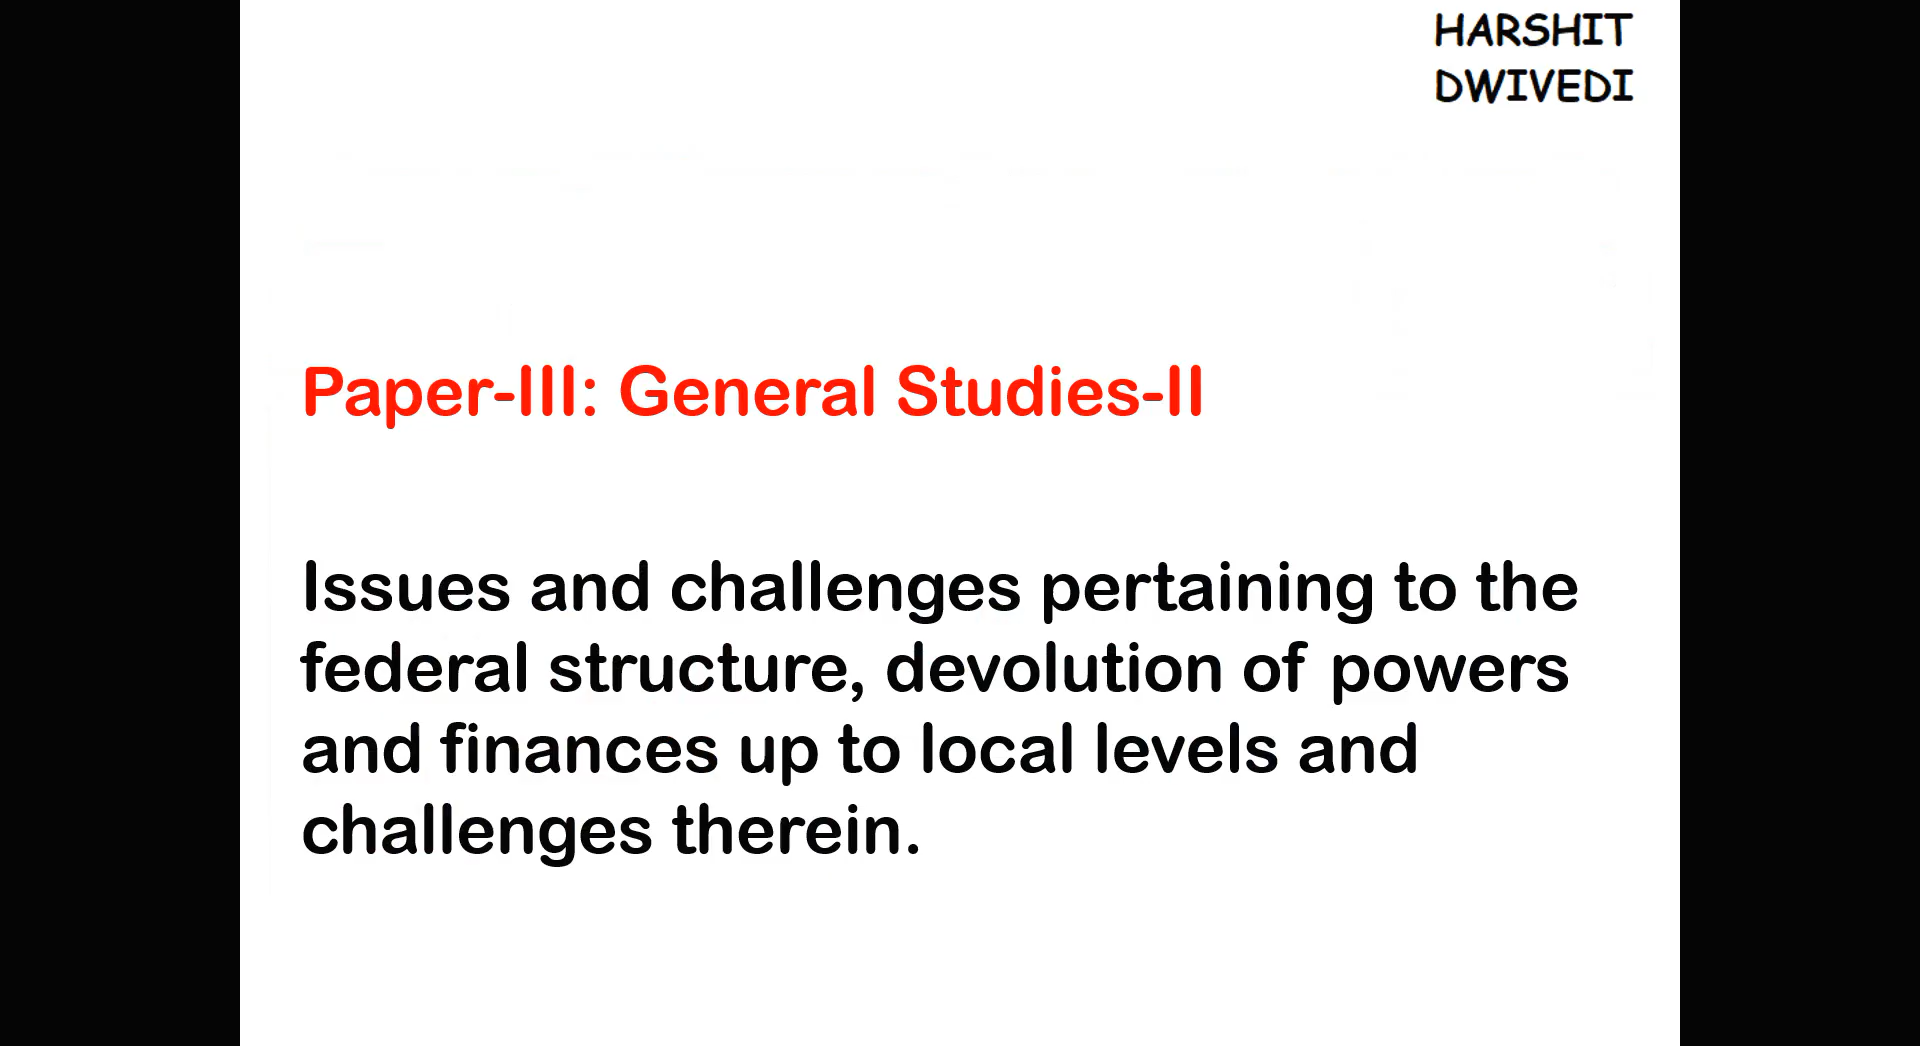 HARSHIT
DWIVEDI
Paper-III: General Studies-II
Issues and challenges pertaining to the
federal structure, devolution of powers
and finances up to local levels and
challenges therein.